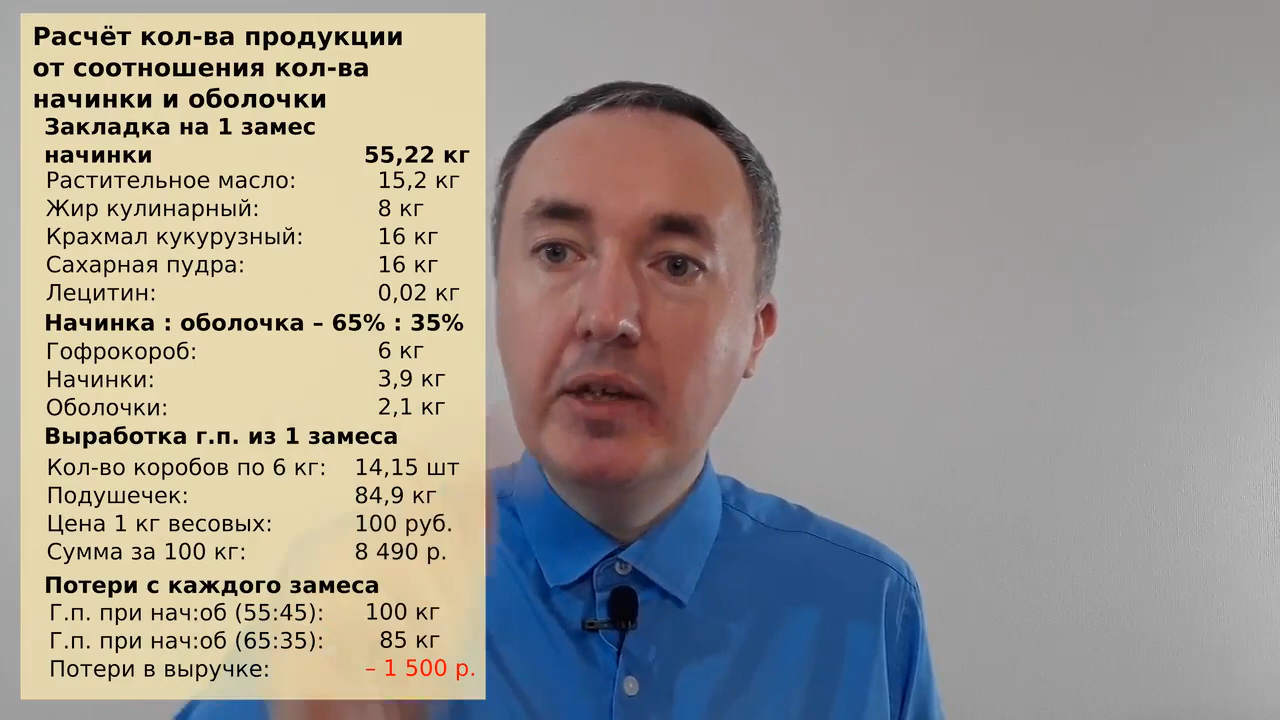 Расчёт кол-ва продукции
от соотношения кол-ва
начинки и оболочки
Закладка на 1 замес
начинки 55,22 кг
Растительное масло: 15,2 кг
Жир кулинарный: 8 кг
Крахмал кукурузный: 16 кг
Сахарная пудра: 16 кг
Лецитин: 0,02 кг
Начинка : оболочка – 65% : 35%
Гофрокороб: 6 кг
Начинки: 3,9 кг
Оболочки: 2,1 кг
Выработка г.п. из 1 замеса
Кол-во коробов по 6 кг: 14,15 шт
Подушечек: 84,9 кг
Цена 1 кг весовых: 100 руб.
Сумма за 100 кг: 8 490 р.
Потери с каждого замеса
Г.п. при нач:об (55:45): 100 кг
Г.п. при нач:об (65:35): 85 кг
Потери в выручке: – 1 500 р.